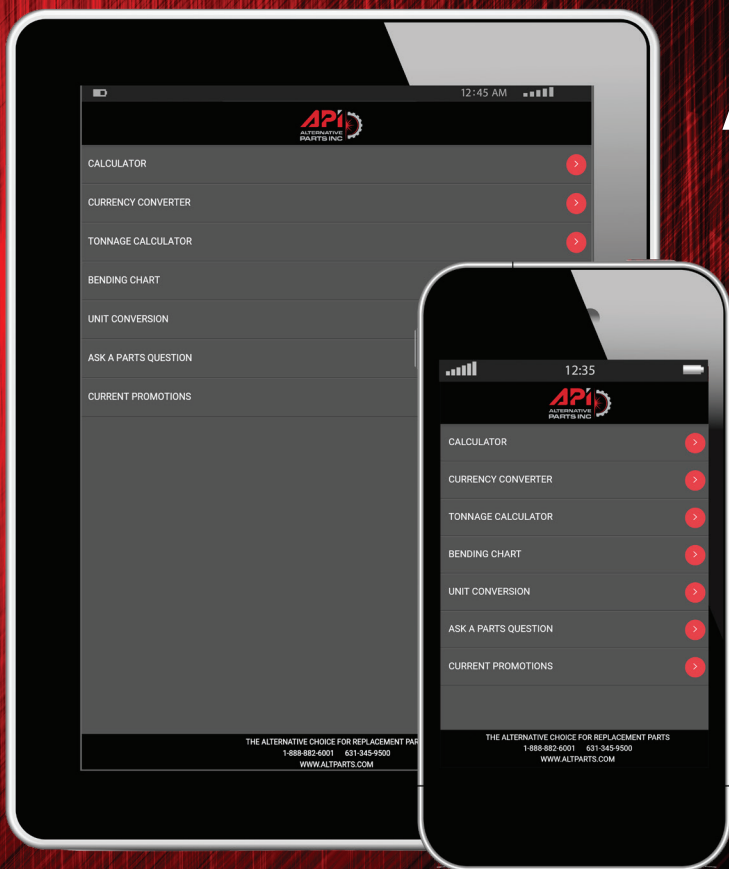 12:45 AM
API
ALTERNATIVE
PARTS INC
CALCULATOR
CURRENCY CONVERTER
TONNAGE CALCULATOR
BENDING CHART
UNIT CONVERSION
ASK A PARTS QUESTION
CURRENT PROMOTIONS
THE ALTERNATIVE CHOICE FOR REPLACEMENT PAR
1-888-882-6001 631-345-9500
WWW.ALTPARTS.COM
12:35
API
ALTERNATIVE
PARTS INC
CALCULATOR
CURRENCY CONVERTER
TONNAGE CALCULATOR
BENDING CHART
UNIT CONVERSION
ASK A PARTS QUESTION
CURRENT PROMOTIONS
THE ALTERNATIVE CHOICE FOR REPLACEMENT PARTS
1-888-882-6001 631-345-9500
WWW.ALTPARTS.COM